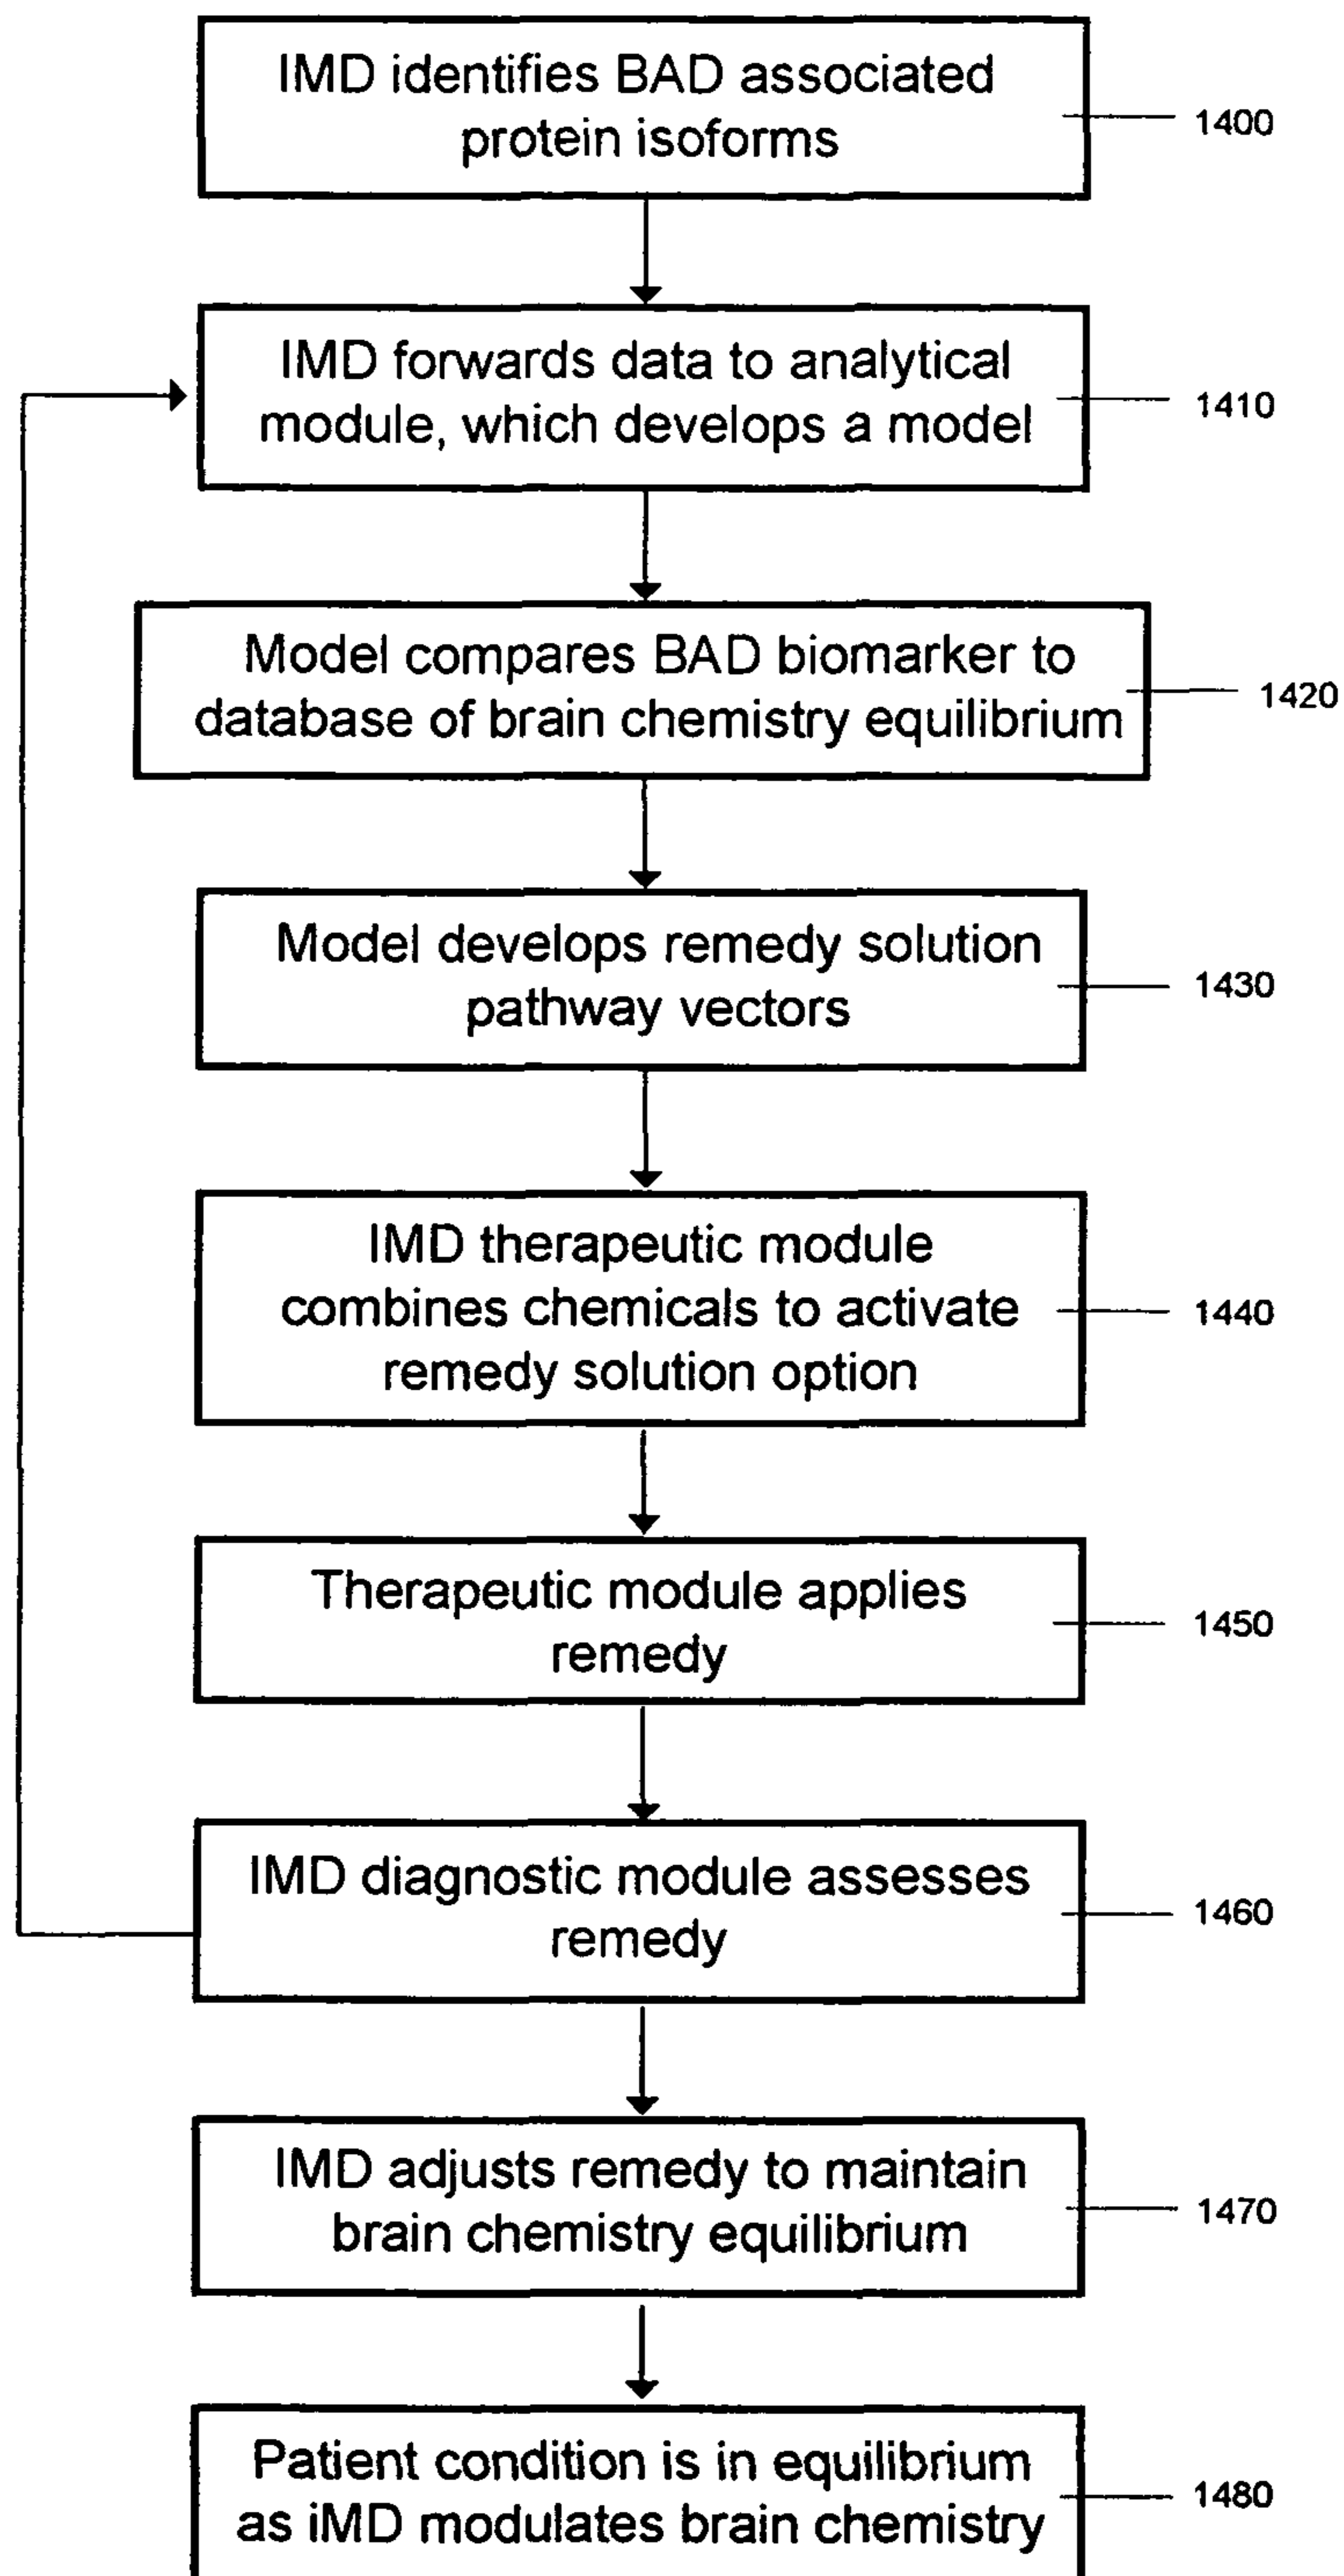 IMD identifies BAD associated
protein isoforms
1400
IMD forwards data to analytical
module, which develops a model
1410
Model compares BAD biomarker to
database of brain chemistry equilibrium
1420
Model develops remedy solution
pathway vectors
1430
IMD therapeutic module
combines chemicals to activate
remedy solution option
1440
Therapeutic module applies
remedy
1450
IMD diagnostic module assesses
remedy
1460
IMD adjusts remedy to maintain
brain chemistry equilibrium
1470
Patient condition is in equilibrium
as iMD modulates brain chemistry
1480